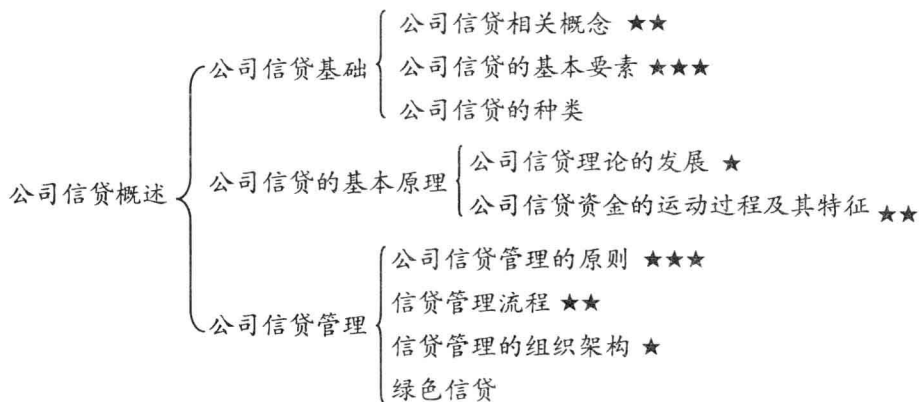 公司信贷概述
公司信贷基础
公司信贷相关概念 ★★
公司信贷的基本要素 ★★★
公司信贷的种类
公司信贷的基本原理
公司信贷理论的发展 ★
公司信贷资金的运动过程及其特征 ★★
公司信贷管理
公司信贷管理的原则 ★★★
信贷管理流程 ★★
信贷管理的组织架构 ★
绿色信贷